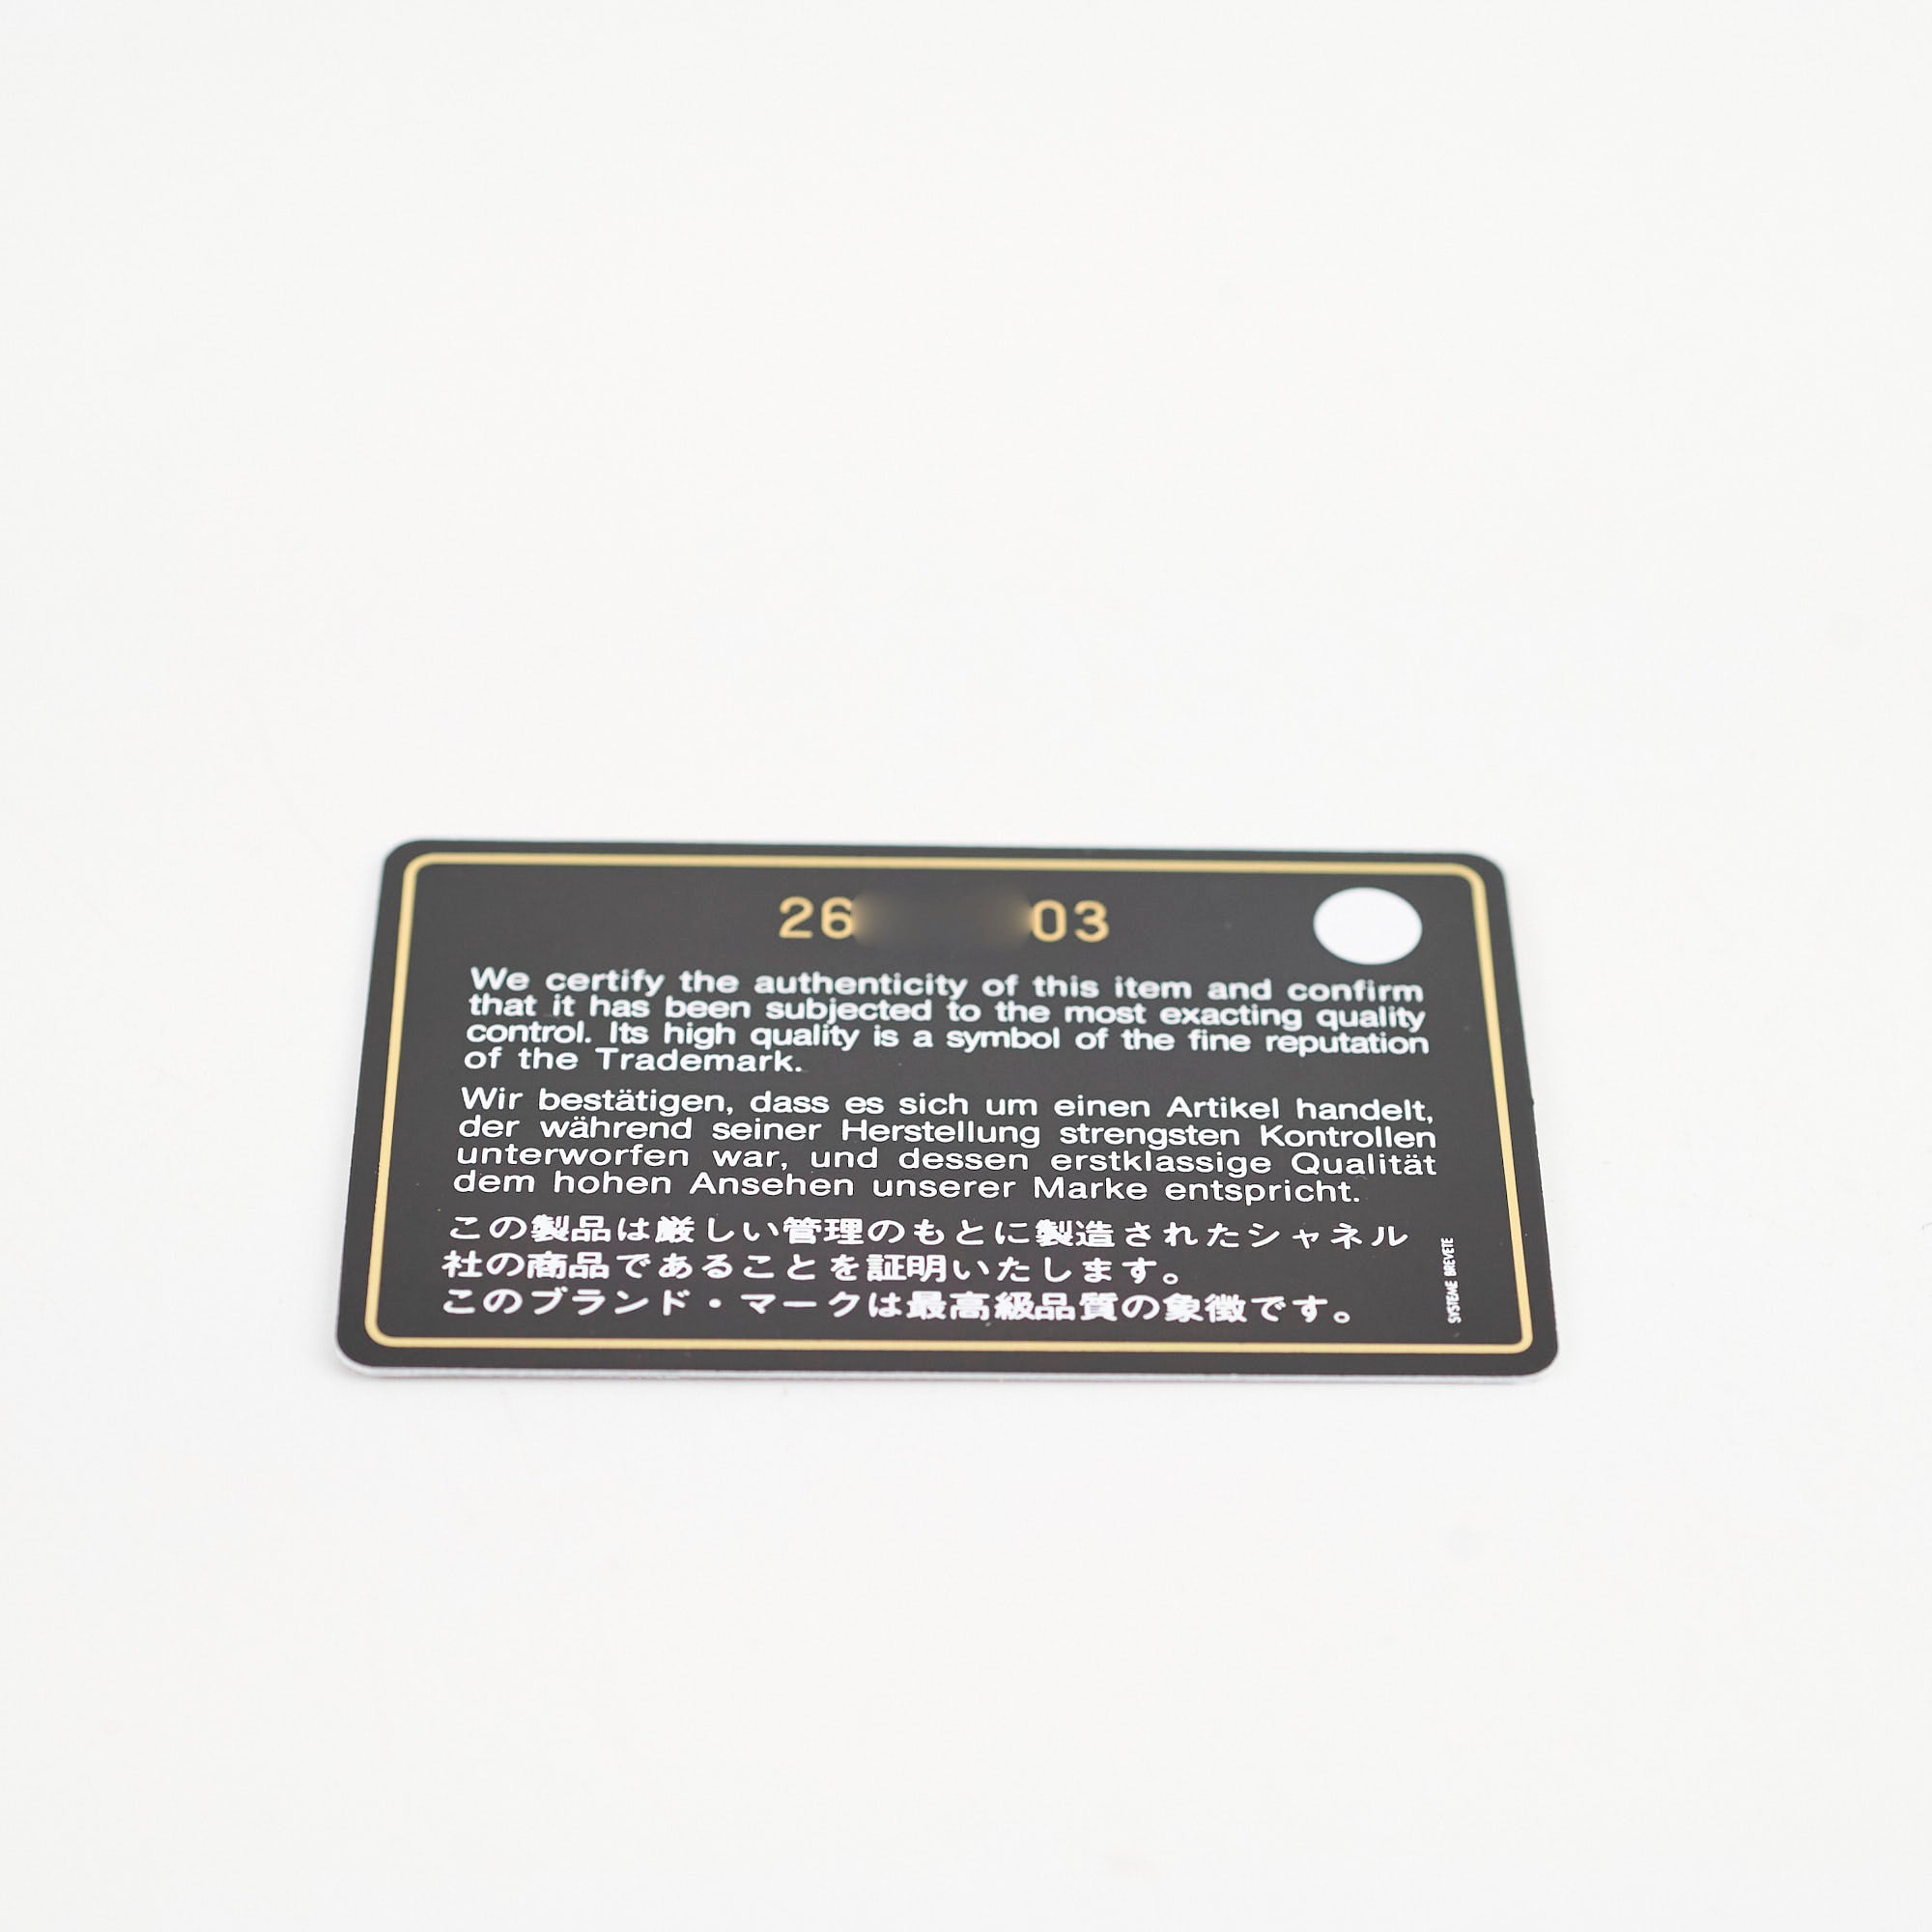 26 03
We certify the authenticity of this item and confirm
that it has been subjected to the most exacting quality
control. Its high quality is a symbol of the fine reputation
of the Trademark.
Wir bestätigen, dass es sich um einen Artikel handelt,
der während seiner Herstellung strengsten Kontrollen
unterworfen war, und dessen erstklassige Qualität
dem hohen Ansehen unserer Marke entspricht.
この製品は厳しい管理のもとに製造されたシャネル
社の商品であることを証明いたします。
このブランド・マークは最高級品質の象徴です。
SYSTEME BREVETE